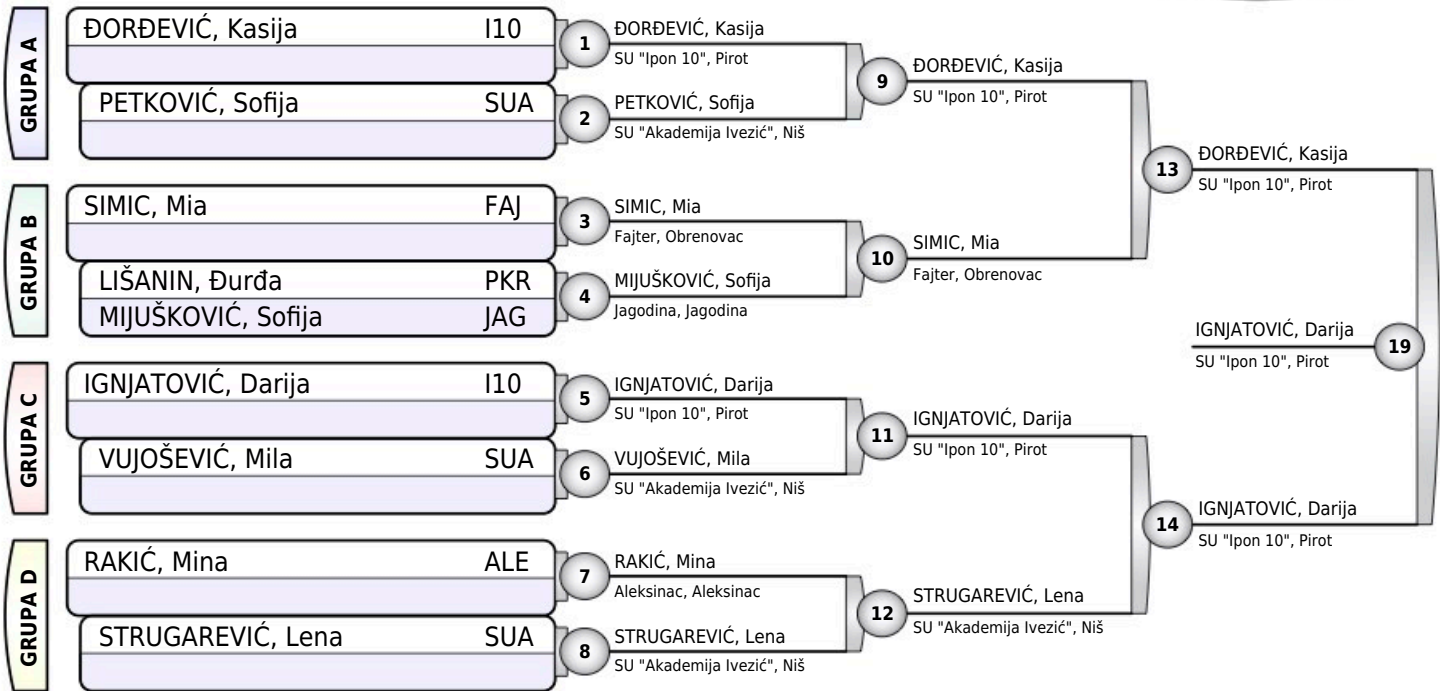 GRUPA A
ĐORĐEVIĆ, Kasija I10
PETKOVIĆ, Sofija SUA
GRUPA B
SIMIC, Mia FAJ
LIŠANIN, Đurđa PKR
MIJUŠKOVIĆ, Sofija JAG
GRUPA C
IGNJATOVIĆ, Darija I10
VUJOŠEVIĆ, Mila SUA
GRUPA D
RAKIĆ, Mina ALE
STRUGAREVIĆ, Lena SUA
1
ĐORĐEVIĆ, Kasija
SU "Ipon 10", Pirot
2
PETKOVIĆ, Sofija
SU "Akademija Ivezić", Niš
3
SIMIC, Mia
Fajter, Obrenovac
4
MIJUŠKOVIĆ, Sofija
Jagodina, Jagodina
5
IGNJATOVIĆ, Darija
SU "Ipon 10", Pirot
6
VUJOŠEVIĆ, Mila
SU "Akademija Ivezić", Niš
7
RAKIĆ, Mina
Aleksinac, Aleksinac
8
STRUGAREVIĆ, Lena
SU "Akademija Ivezić", Niš
9
ĐORĐEVIĆ, Kasija
SU "Ipon 10", Pirot
10
SIMIC, Mia
Fajter, Obrenovac
11
IGNJATOVIĆ, Darija
SU "Ipon 10", Pirot
12
STRUGAREVIĆ, Lena
SU "Akademija Ivezić", Niš
13
ĐORĐEVIĆ, Kasija
SU "Ipon 10", Pirot
14
IGNJATOVIĆ, Darija
SU "Ipon 10", Pirot
19
IGNJATOVIĆ, Darija
SU "Ipon 10", Pirot